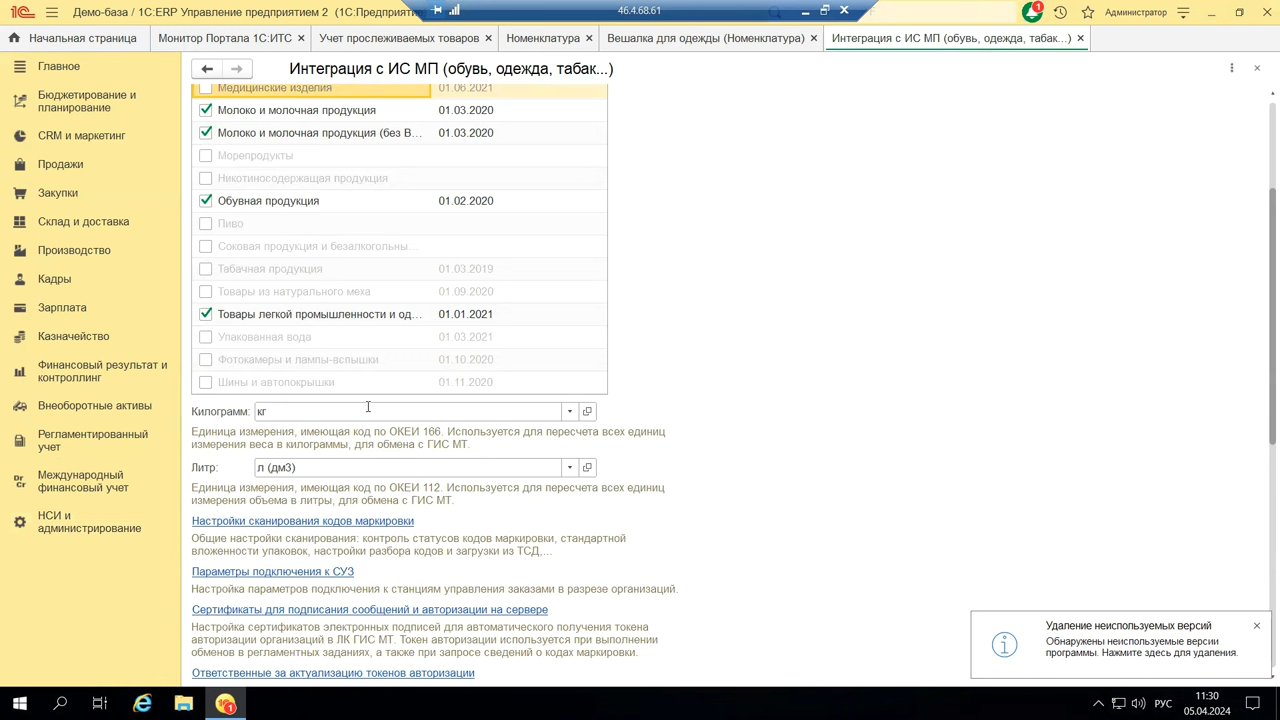 Демо-база / 1С:ERP Управление предприятием 2 (1С:Предприяти
46.4.68.61
1
Администратор
Начальная страница
Монитор Портала 1С:ИТС ×
Учет прослеживаемых товаров ×
Номенклатура ×
Вешалка для одежды (Номенклатура) ×
Интеграция с ИС МП (обувь, одежда, табак...) ×
Главное
Бюджетирование и
планирование
CRM и маркетинг
Продажи
Закупки
Склад и доставка
Производство
Кадры
Зарплата
Казначейство
Финансовый результат и
контроллинг
Внеоборотные активы
Регламентированный
учет
Международный
финансовый учет
НСИ и
администрирование
Интеграция с ИС МП (обувь, одежда, табак...)
Медицинские изделия 01.06.2021
Молоко и молочная продукция 01.03.2020
Молоко и молочная продукция (без В... 01.03.2020
Морепродукты
Никотиносодержащая продукция
Обувная продукция 01.02.2020
Пиво
Соковая продукция и безалкогольны...
Табачная продукция 01.03.2019
Товары из натурального меха 01.09.2020
Товары легкой промышленности и од... 01.01.2021
Упакованная вода 01.03.2021
Фотокамеры и лампы-вспышки 01.10.2020
Шины и автопокрышки 01.11.2020
Килограмм: кг
Единица измерения, имеющая код по ОКЕИ 166. Используется для пересчета всех единиц
измерения веса в килограммы, для обмена с ГИС МТ.
Литр: л (дм3)
Единица измерения, имеющая код по ОКЕИ 112. Используется для пересчета всех единиц
измерения объема в литры, для обмена с ГИС МТ.
Настройки сканирования кодов маркировки
Общие настройки сканирования: контроль статусов кодов маркировки, стандартной
вложенности упаковок, настройки разбора кодов и загрузки из ТСД,...
Параметры подключения к СУЗ
Настройка параметров подключения к станциям управления заказами в разрезе организаций.
Сертификаты для подписания сообщений и авторизации на сервере
Настройка сертификатов электронных подписей для автоматического получения токена
авторизации организаций в ЛК ГИС МТ. Токен авторизации используется при выполнении
обменов в регламентных заданиях, а также при запросе сведений о кодах маркировки.
Ответственные за актуализацию токенов авторизации
Удаление неиспользуемых версий
Обнаружены неиспользуемые версии
программы. Нажмите здесь для удаления.
РУС
11:30
05.04.2024